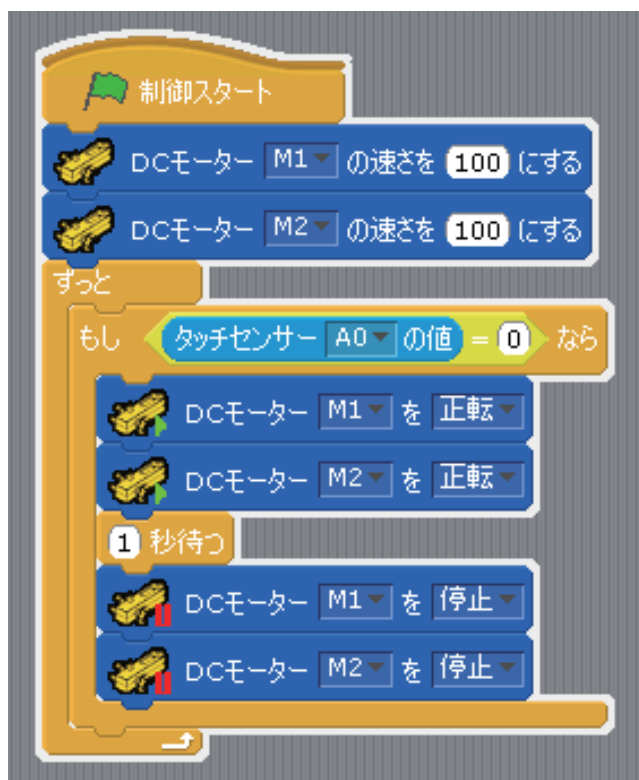 制御スタート
DCモーター M1 の速さを 100 にする
DCモーター M2 の速さを 100 にする
ずっと
もし タッチセンサー A0 の値 = 0 なら
DCモーター M1 を 正転
DCモーター M2 を 正転
1 秒待つ
DCモーター M1 を 停止
DCモーター M2 を 停止